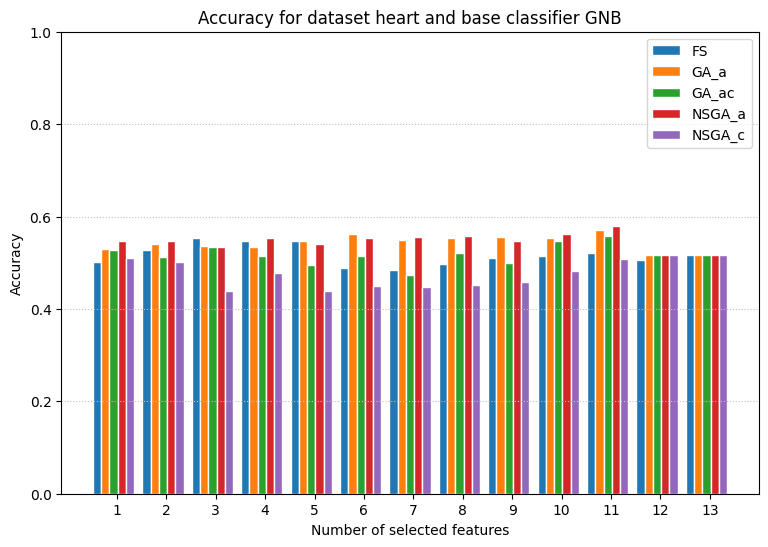 Accuracy for dataset heart and base classifier GNB
FS
GA_a
GA_ac
NSGA_a
NSGA_c
Accuracy
1.0
0.8
0.6
0.4
0.2
0.0
1 2 3 4 5 6 7 8 9 10 11 12 13
Number of selected features